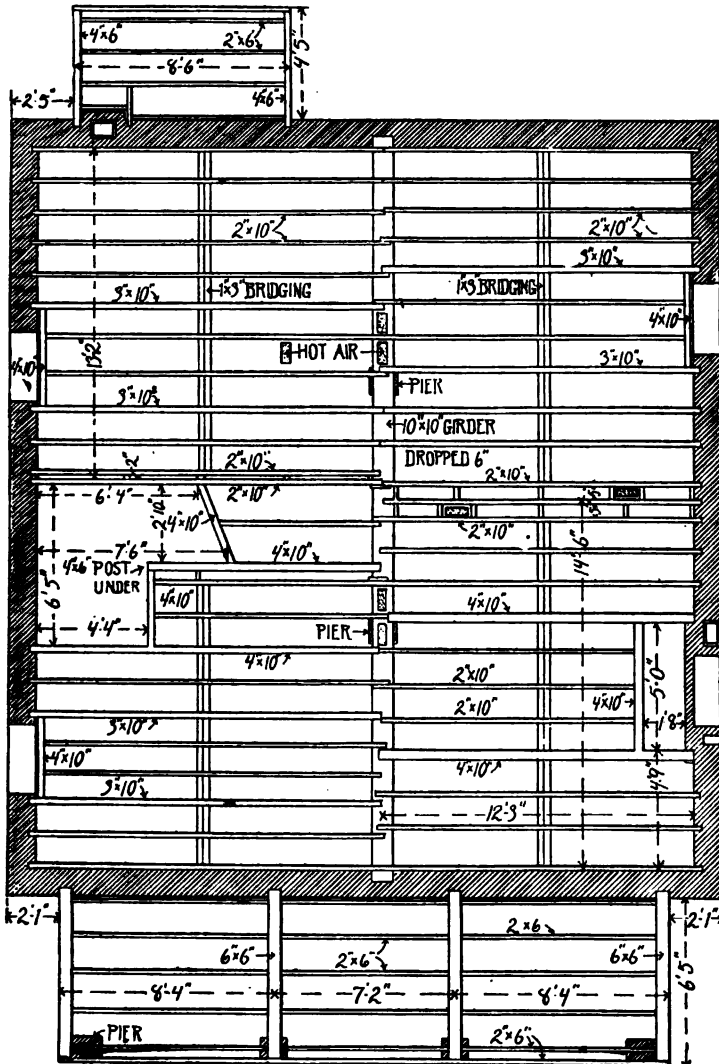 4"x6"
2"x6"
8'-6"
4'5"
2'5"
4"x6"
2"x10"
2"x10"
3"x10"
3"x10"
1"x3" BRIDGING
1"x3" BRIDGING
4"x10"
13'2"
HOT AIR
4"x10"
3"x10"
PIER
3"x10"
10"x10" GIRDER
DROPPED 6"
2"x10"
2"x10"
2"x10"
6'-4"
2'10"
4"x10"
2"x10"
7'6"
4"x10"
14'-6"
4"x6" POST
UNDER
6'5"
4"x10"
4"x10"
4'4"
PIER
4"x10"
2"x10"
5'0"
2"x10"
4"x10"
1'8"
3"x10"
4"x10"
4"x10"
4'9"
3"x10"
12'-3"
2'1"
2'1"
2x6
6"x6"
2"x6"
6"x6"
6'5"
8'-4"
7'2"
8'-4"
PIER
2"x6"